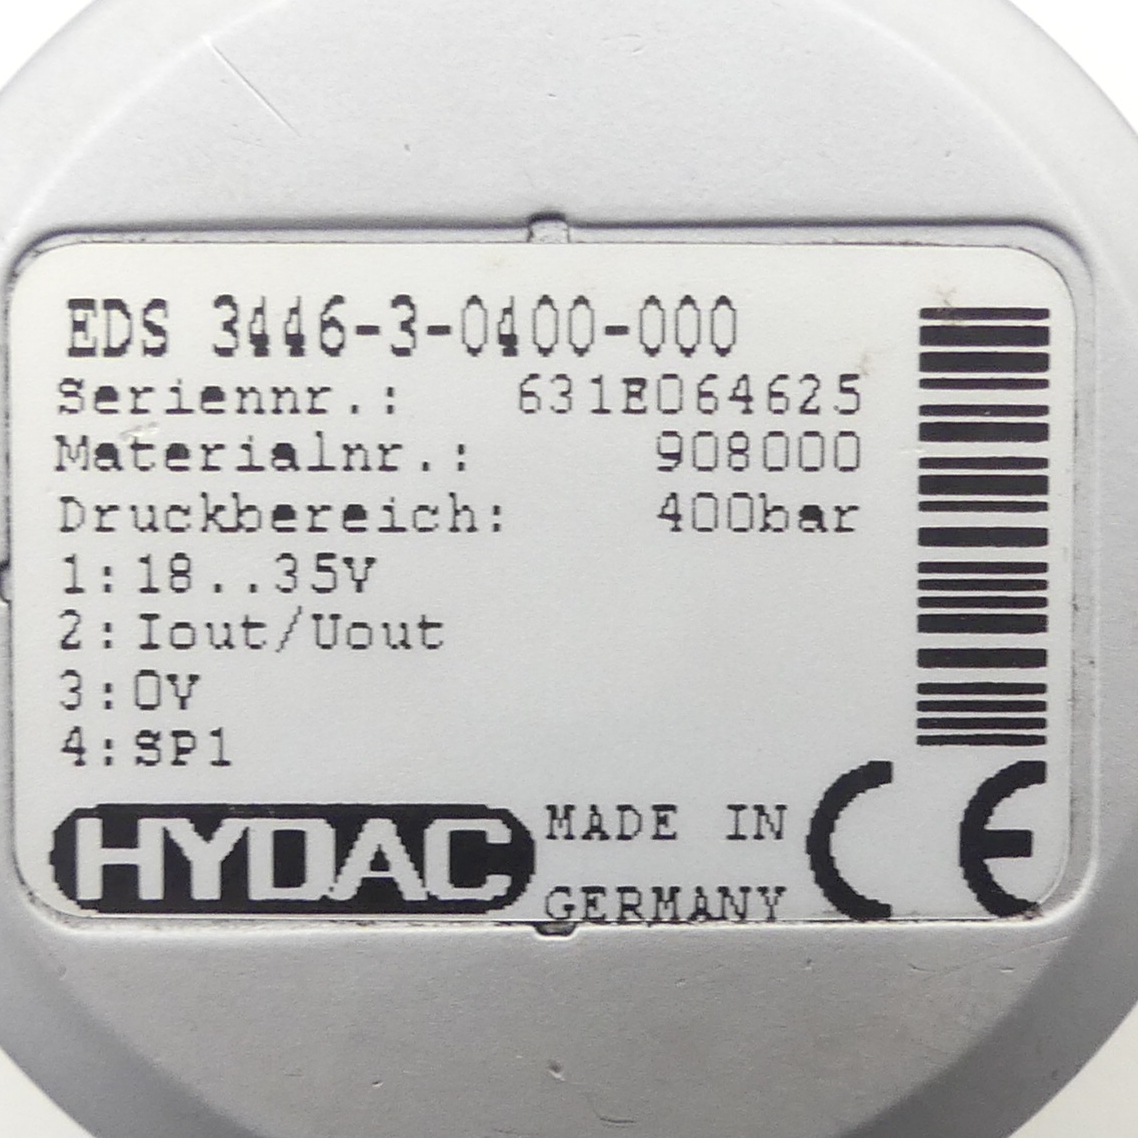 EDS 3446-3-0400-000
Seriennr.: 631E064625
Materialnr.: 908000
Druckbereich: 400bar
1:18..35V
2:Iout/Uout
3:0V
4:SP1
HYDAC MADE IN GERMANY CE